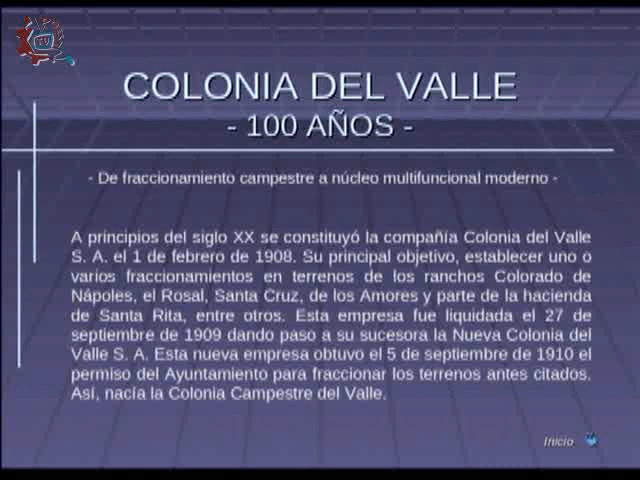 TV
COLONIA DEL VALLE
- 100 AÑOS -
- De fraccionamiento campestre a núcleo multifuncional moderno -
A principios del siglo XX se constituyó la compañía Colonia del Valle
S. A. el 1 de febrero de 1908. Su principal objetivo, establecer uno o
varios fraccionamientos en terrenos de los ranchos Colorado de
Nápoles, el Rosal, Santa Cruz, de los Amores y parte de la hacienda
de Santa Rita, entre otros. Esta empresa fue liquidada el 27 de
septiembre de 1909 dando paso a su sucesora la Nueva Colonia del
Valle S. A. Esta nueva empresa obtuvo el 5 de septiembre de 1910 el
permiso del Ayuntamiento para fraccionar los terrenos antes citados.
Así, nacía la Colonia Campestre del Valle.
Inicio